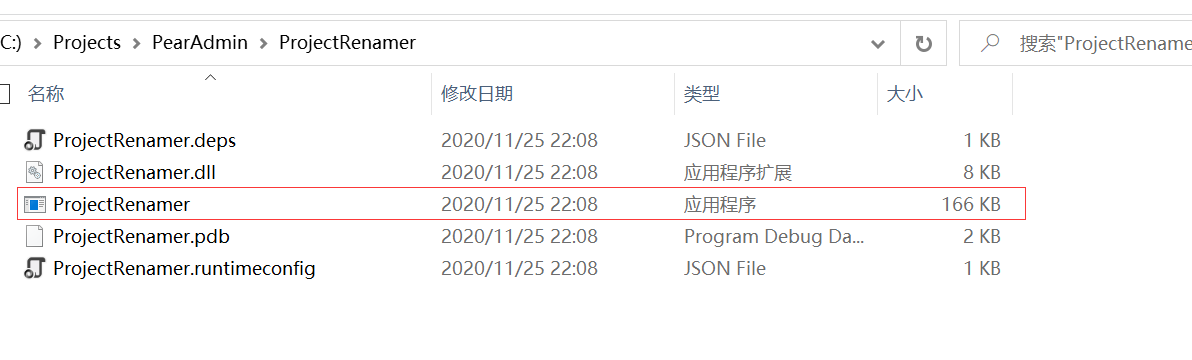 C:) > Projects > PearAdmin > ProjectRenamer 搜索"ProjectRename
名称 修改日期 类型 大小
ProjectRenamer.deps 2020/11/25 22:08 JSON File 1 KB
ProjectRenamer.dll 2020/11/25 22:08 应用程序扩展 8 KB
ProjectRenamer 2020/11/25 22:08 应用程序 166 KB
ProjectRenamer.pdb 2020/11/25 22:08 Program Debug Da... 2 KB
ProjectRenamer.runtimeconfig 2020/11/25 22:08 JSON File 1 KB